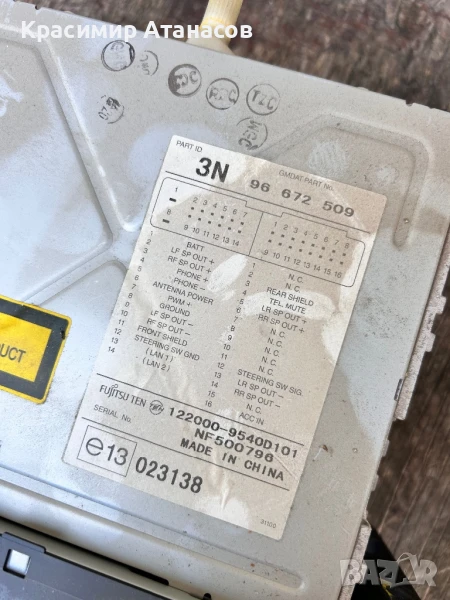 Красимир Атанасов
TZC
PART ID
3N
GMDAT PART No.
96 672 509
1 2 3 4 5 6 7
8 9 10 11 12 13 14
1 2 3 4 5 6 7 8
9 10 11 12 13 14 15 16
1 BATT
2 LF SP OUT +
3 RF SP OUT +
4 PHONE +
5 PHONE −
6 ANTENNA POWER
7 PWM +
8 GROUND
9 LF SP OUT −
10 RF SP OUT −
11 FRONT SHIELD
12 STEERING SW GND
13 (LAN 1)
14 (LAN 2)
1 N.C.
2 N.C.
3 REAR SHIELD
4 TEL. MUTE
5 LR SP OUT +
6 RR SP OUT +
7 N.C.
8 N.C.
9 N.C.
10 N.C.
11 N.C.
12 STEERING SW SIG.
13 LR SP OUT −
14 RR SP OUT −
15 N.C.
16 ACC IN
FUJITSU TEN 122000-9540D101
SERIAL No. NF500796
MADE IN CHINA
e13 023138
31100
DUCT
bazar.bg